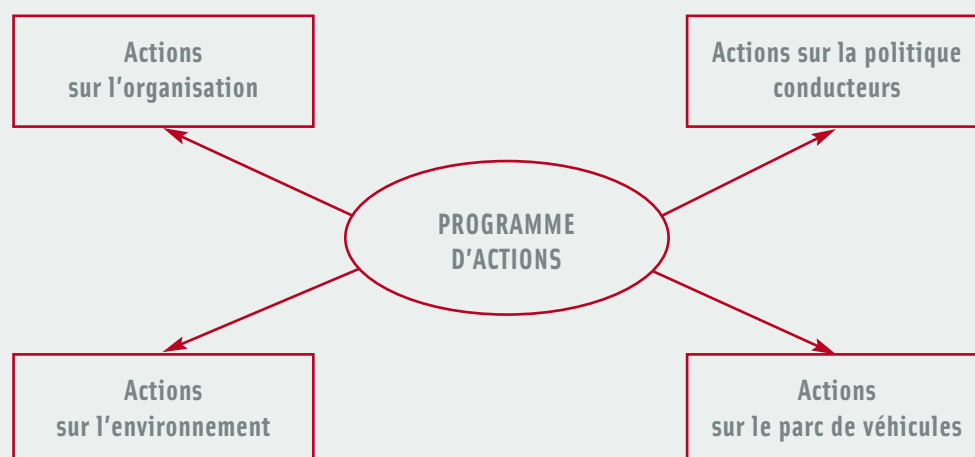 Actions
sur l'organisation
Actions sur la politique
conducteurs
PROGRAMME
D'ACTIONS
Actions
sur l'environnement
Actions
sur le parc de véhicules